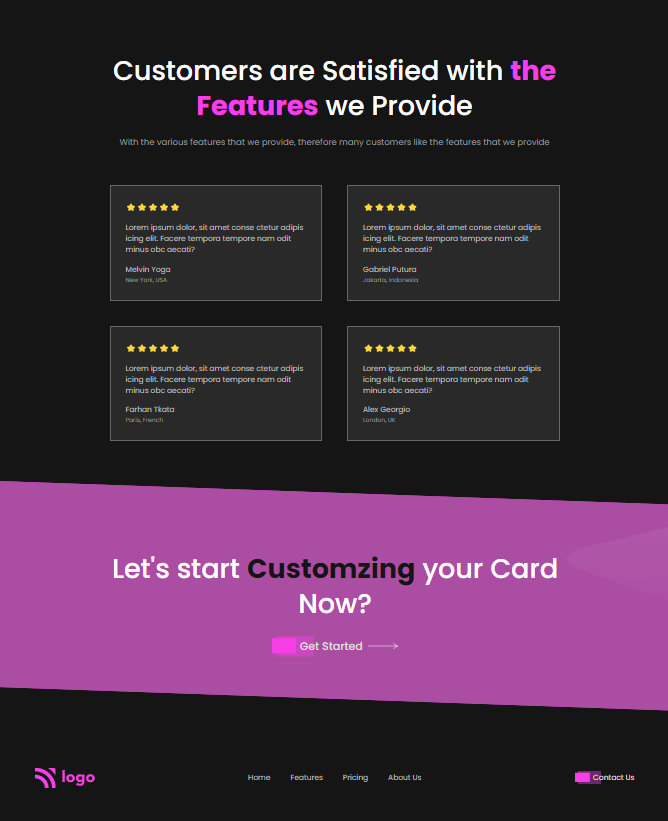 Customers are Satisfied with the
Features we Provide
With the various features that we provide, therefore many customers like the features that we provide
Lorem ipsum dolor, sit amet conse ctetur adipis
icing elit. Facere tempora tempore nam odit
minus obc aecati?
Melvin Yoga
New York, USA
Lorem ipsum dolor, sit amet conse ctetur adipis
icing elit. Facere tempora tempore nam odit
minus obc aecati?
Gabriel Putura
Jakarta, Indonesia
Lorem ipsum dolor, sit amet conse ctetur adipis
icing elit. Facere tempora tempore nam odit
minus obc aecati?
Farhan Tkata
Paris, French
Lorem ipsum dolor, sit amet conse ctetur adipis
icing elit. Facere tempora tempore nam odit
minus obc aecati?
Alex Georgio
London, UK
Let's start Customzing your Card
Now?
Get Started
logo
Home Features Pricing About Us
Contact Us